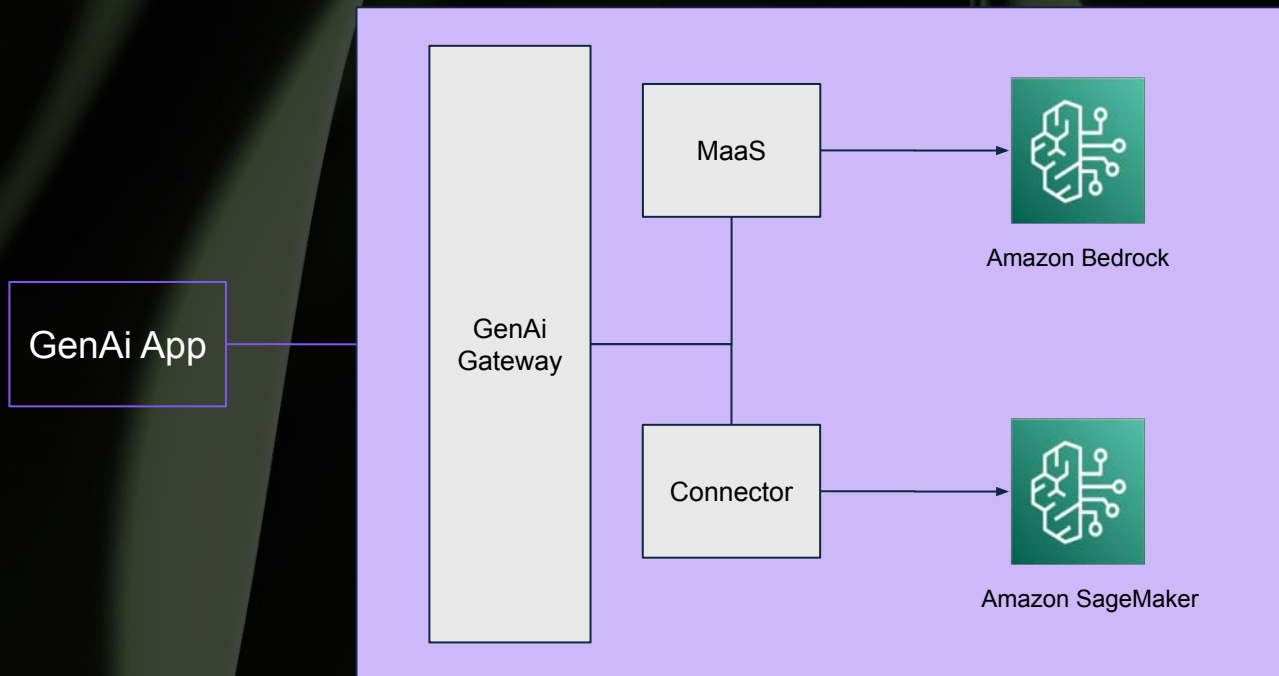 GenAi App
GenAi
Gateway
MaaS
Connector
Amazon Bedrock
Amazon SageMaker